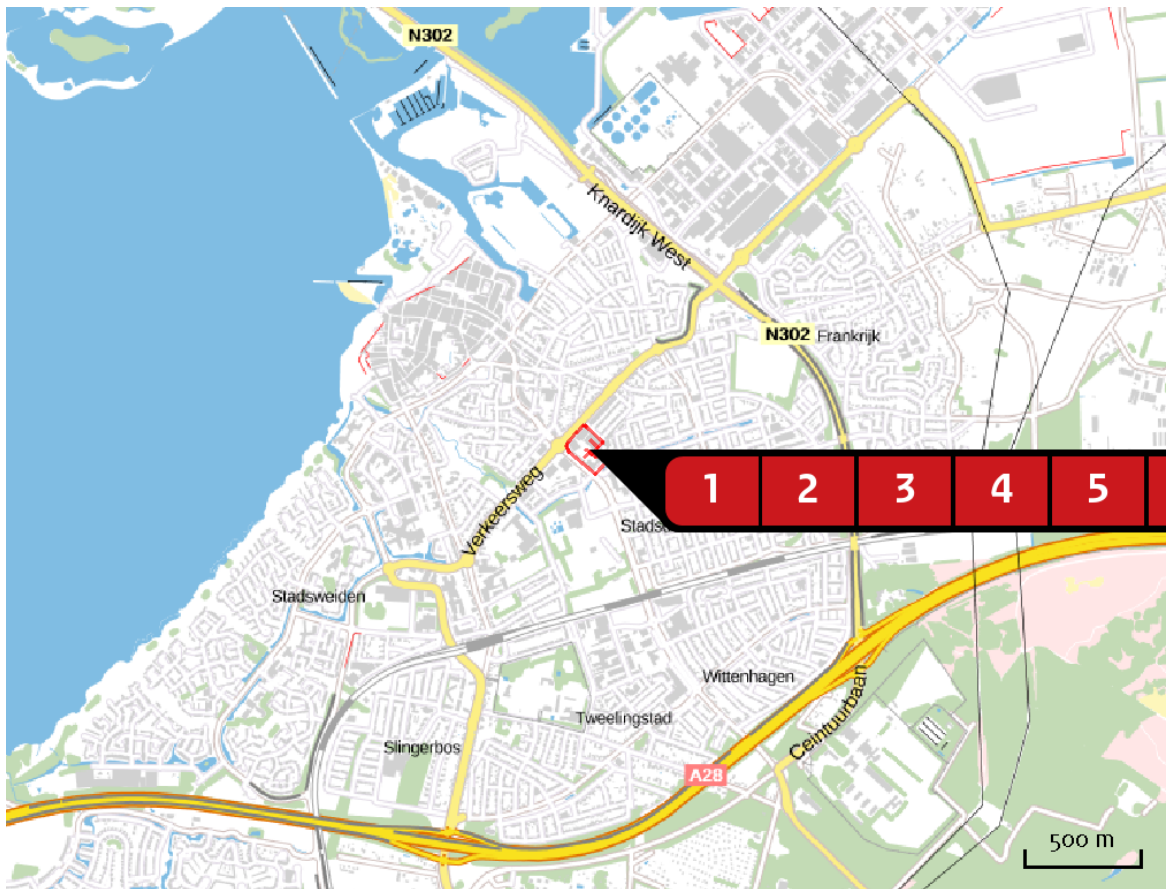 N302
Knardijk West
N302
Frankrijk
1 2 3 4 5
Verkeersweg
Stadsweiden
Wittenhagen
Tweelingstad
Ceintuurbaan
Slingerbos
A28
500 m